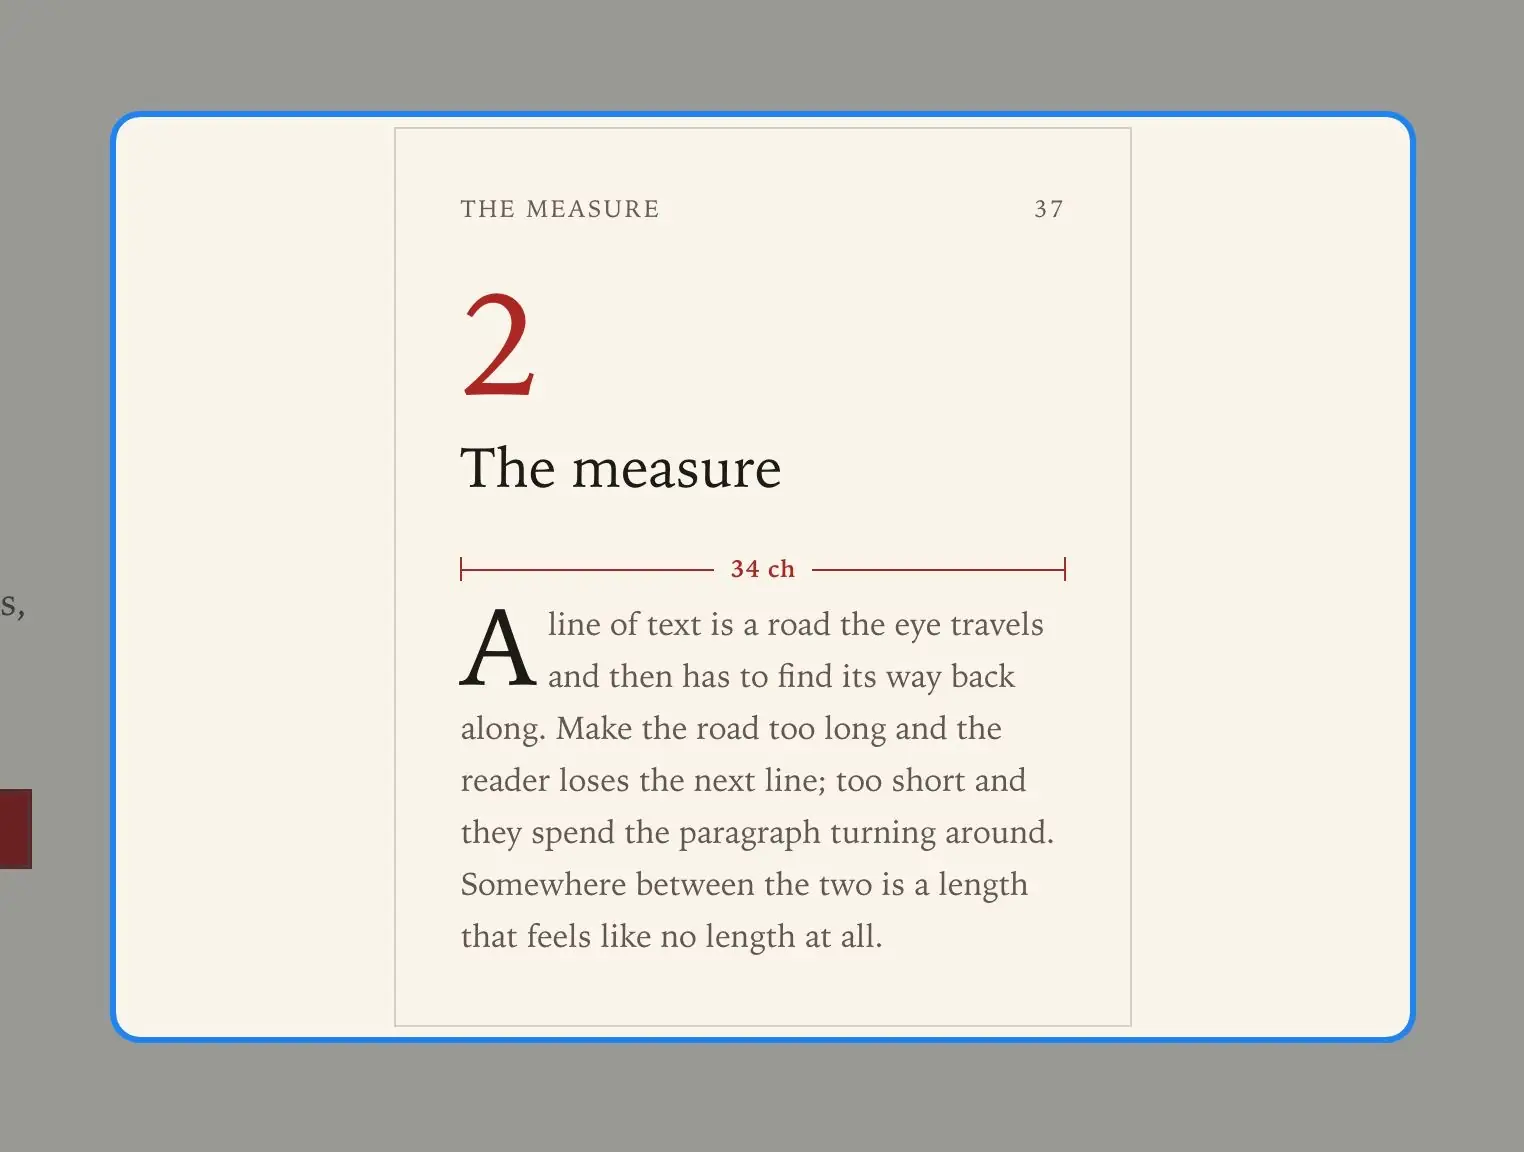 THE MEASURE 37
2
The measure
34 ch
A line of text is a road the eye travels
and then has to find its way back
along. Make the road too long and the
reader loses the next line; too short and
they spend the paragraph turning around.
Somewhere between the two is a length
that feels like no length at all.
s,